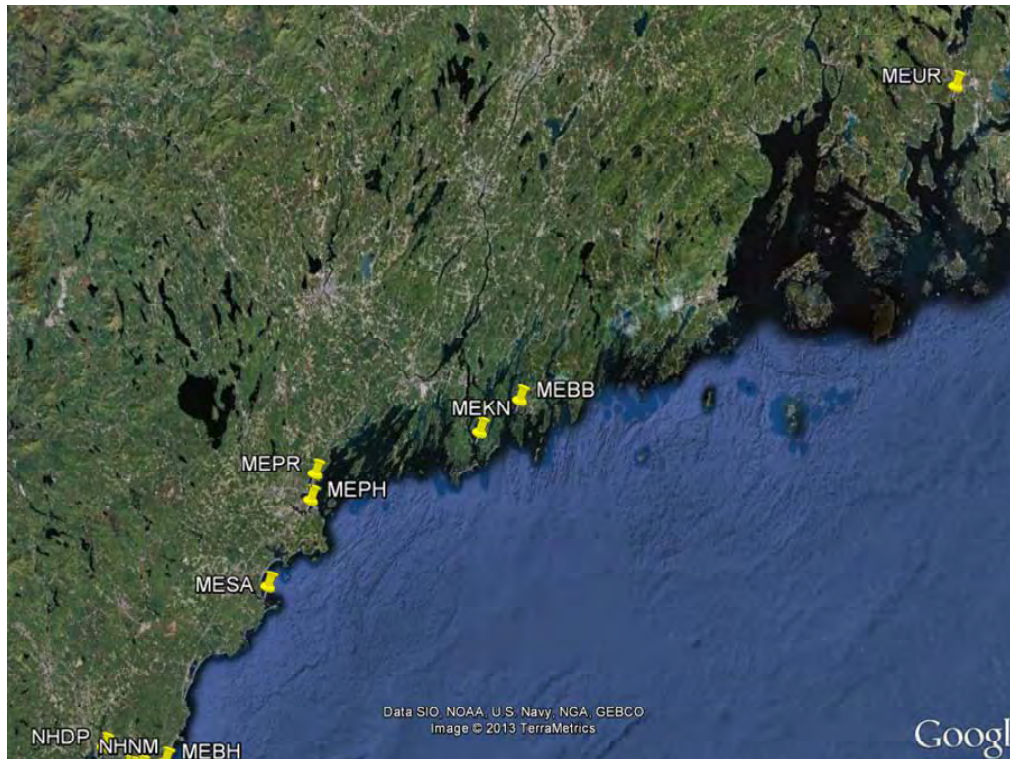 MEUR
MEBB
MEKN
MEPR
MEPH
MESA
Data SIO, NOAA, U.S. Navy, NGA, GEBCO
Image © 2013 TerraMetrics
NHDP
NHNM
MEBH
Googl